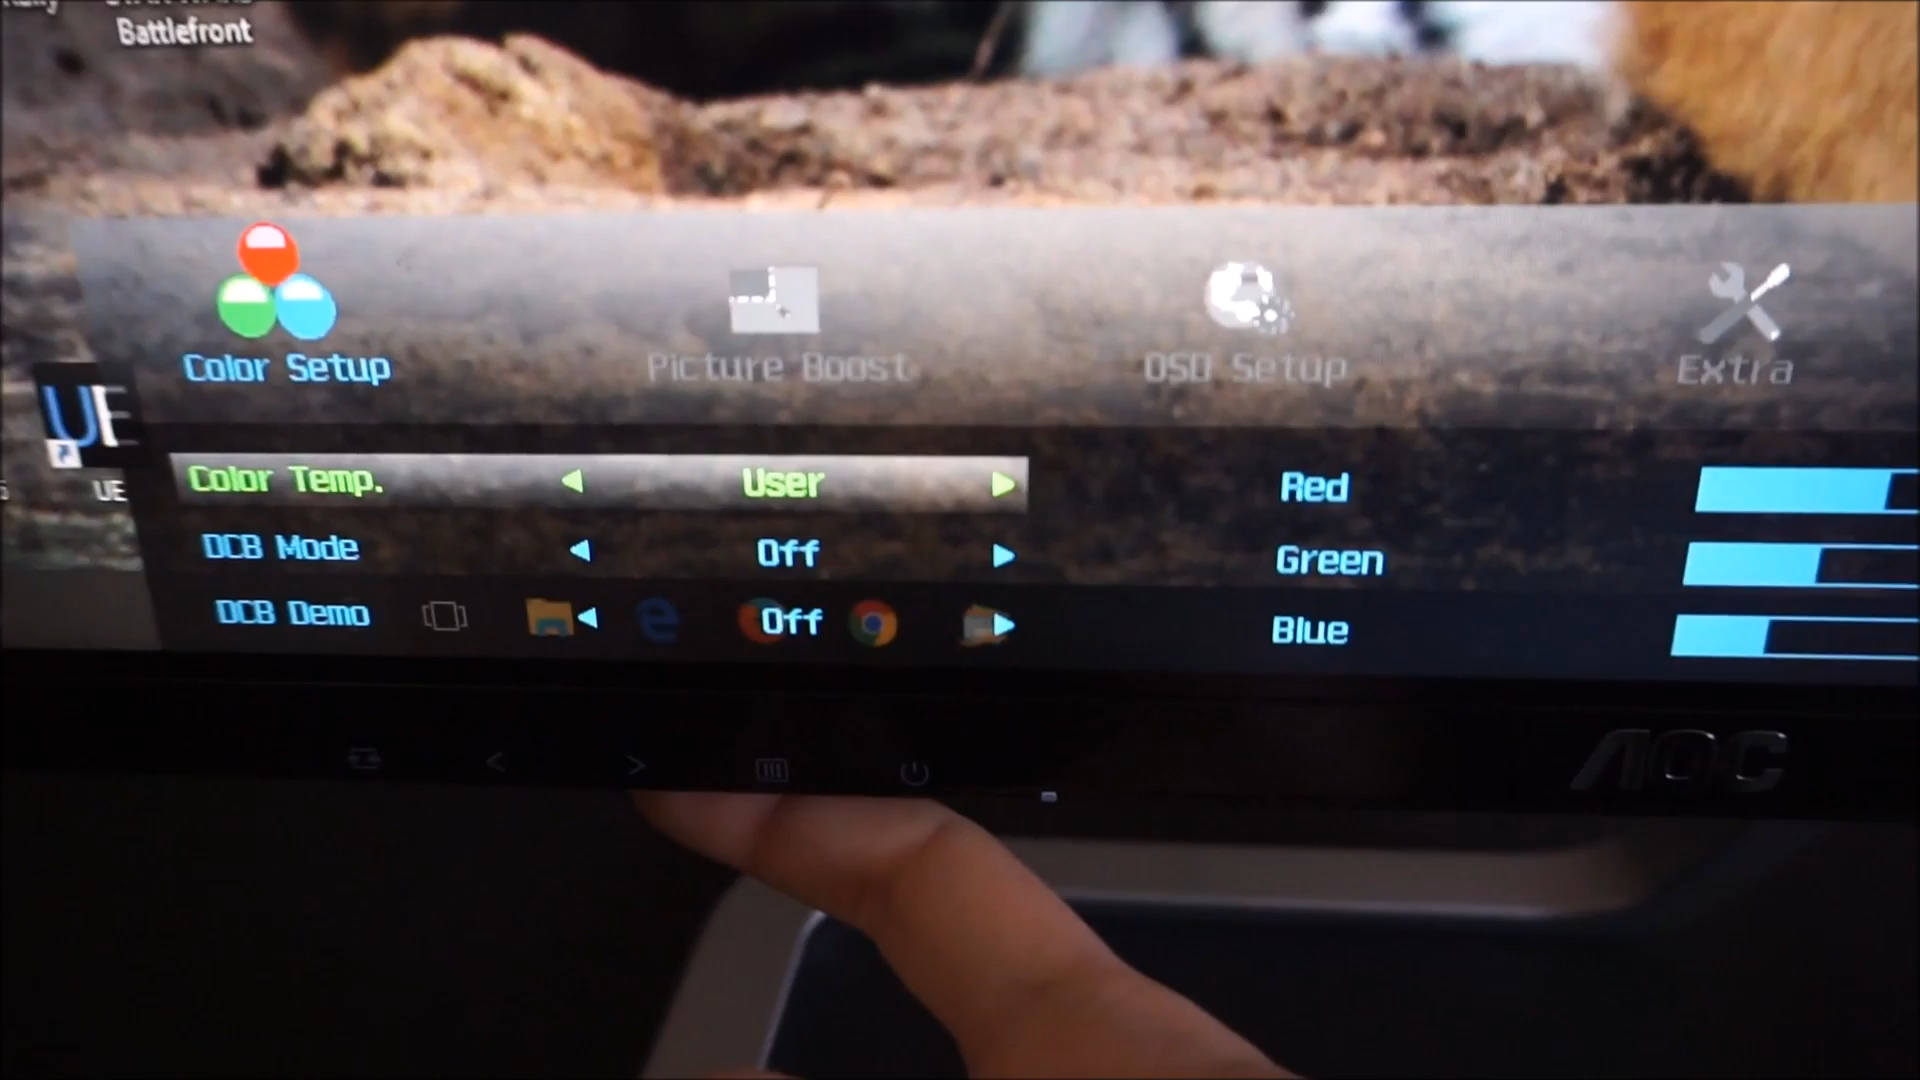 Battlefront
Color Setup
Picture Boost
OSD Setup
Extra
UE
UE
Color Temp.
User
Red
DCB Mode
Off
Green
DCB Demo
Off
Blue
AOC